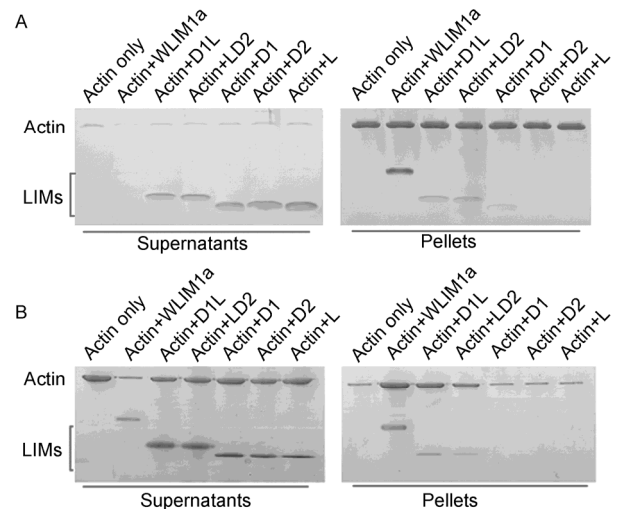 A
Actin only
Actin+WLIM1a
Actin+D1L
Actin+LD2
Actin+D1
Actin+D2
Actin+L
Actin only
Actin+WLIM1a
Actin+D1L
Actin+LD2
Actin+D1
Actin+D2
Actin+L
Actin
LIMs
Supernatants
Pellets
B
Actin only
Actin+WLIM1a
Actin+D1L
Actin+LD2
Actin+D1
Actin+D2
Actin+L
Actin only
Actin+WLIM1a
Actin+D1L
Actin+LD2
Actin+D1
Actin+D2
Actin+L
Actin
LIMs
Supernatants
Pellets